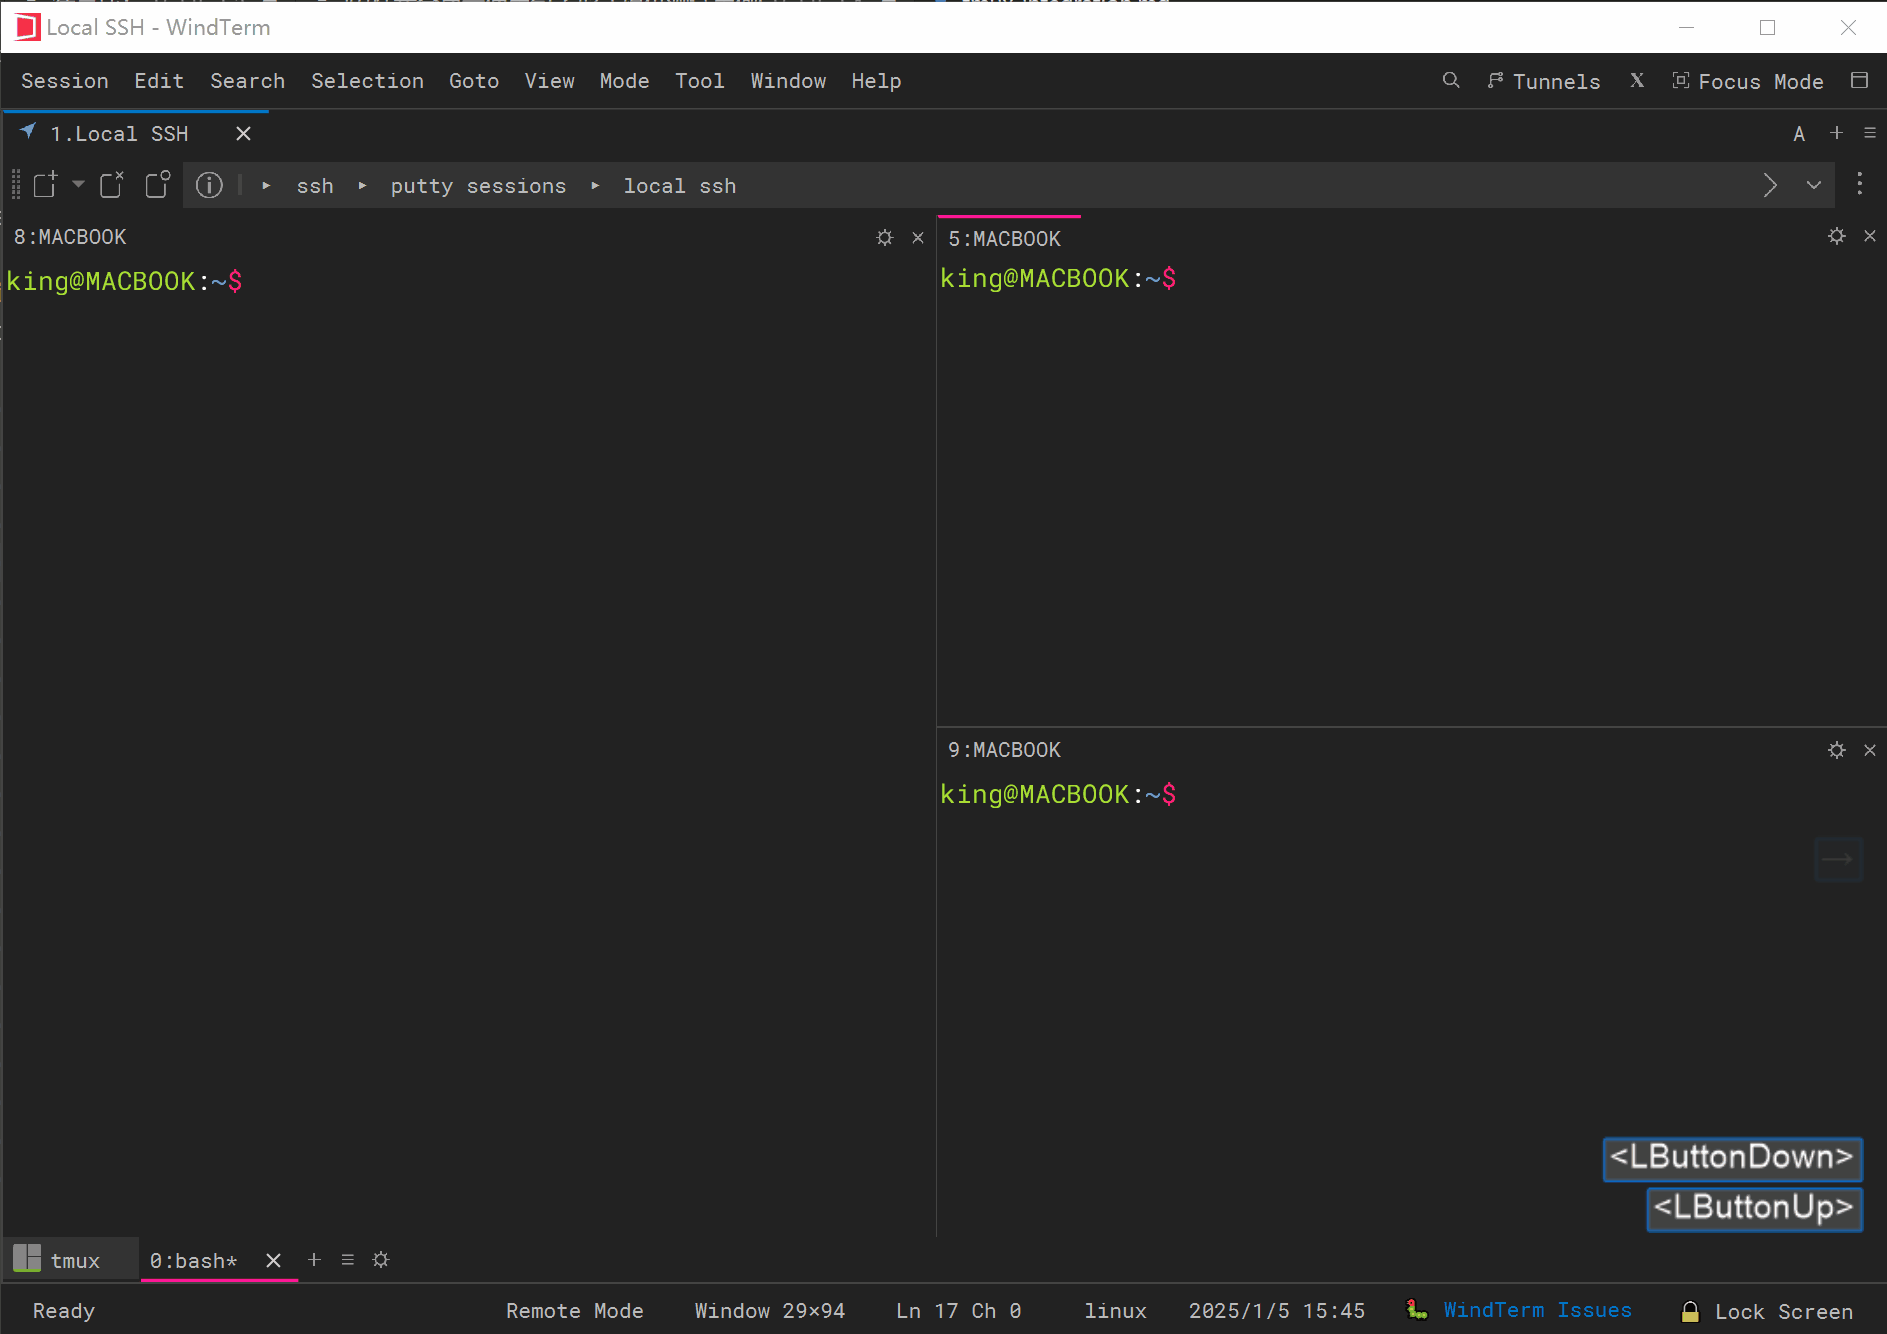 Local SSH - WindTerm
Session Edit Search Selection Goto View Mode Tool Window Help Tunnels X Focus Mode
1.Local SSH A
ssh putty sessions local ssh
8:MACBOOK
king@MACBOOK:~$
5:MACBOOK
king@MACBOOK:~$
9:MACBOOK
king@MACBOOK:~$
<LButtonDown>
<LButtonUp>
tmux 0:bash*
Ready Remote Mode Window 29×94 Ln 17 Ch 0 linux 2025/1/5 15:45 WindTerm Issues Lock Screen